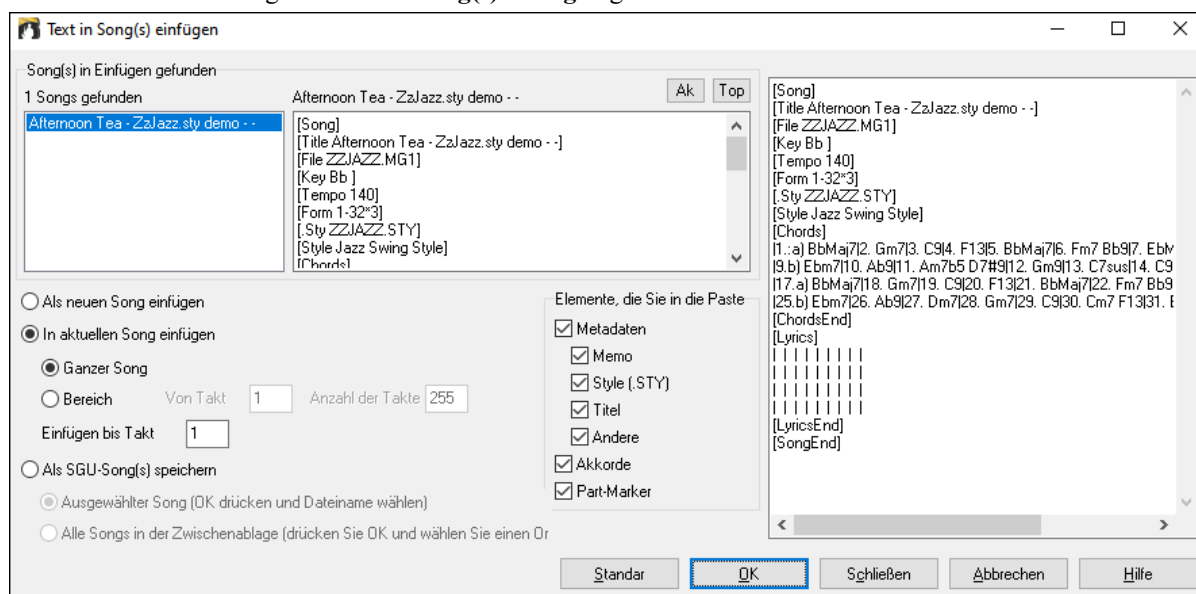 Text in Song(s) einfügen
Song(s) in Einfügen gefunden
1 Songs gefunden
Afternoon Tea - ZzJazz.sty demo - -
Ak
Top
Afternoon Tea - ZzJazz.sty demo - -
[Song]
[Title Afternoon Tea - ZzJazz.sty demo - -]
[File ZZJAZZ.MG1]
[Key Bb ]
[Tempo 140]
[Form 1-32*3]
[.Sty ZZJAZZ.STY]
[Style Jazz Swing Style]
[Chords]
Als neuen Song einfügen
In aktuellen Song einfügen
Ganzer Song
Bereich Von Takt 1 Anzahl der Takte 255
Einfügen bis Takt 1
Als SGU-Song(s) speichern
Ausgewählter Song (OK drücken und Dateiname wählen)
Alle Songs in der Zwischenablage (drücken Sie OK und wählen Sie einen Or
Elemente, die Sie in die Paste
Metadaten
Memo
Style (.STY)
Titel
Andere
Akkorde
Part-Marker
[Song]
[Title Afternoon Tea - ZzJazz.sty demo - -]
[File ZZJAZZ.MG1]
[Key Bb ]
[Tempo 140]
[Form 1-32*3]
[.Sty ZZJAZZ.STY]
[Style Jazz Swing Style]
[Chords]
|1.:a) BbMaj7|2. Gm7|3. C9|4. F13|5. BbMaj7|6. Fm7 Bb9|7.
|9.b) Ebm7|10. Ab9|11. Am7b5 D7#9|12. Gm9|13. C7sus|14. C9
|17.a) BbMaj7|18. Gm7|19. C9|20. F13|21. BbMaj7|22. Fm7 Bb9
|25.b) Ebm7|26. Ab9|27. Dm7|28. Gm7|29. C9|30. Cm7 F13|31.
[ChordsEnd]
[Lyrics]
| | | | | | | | |
| | | | | | | | |
| | | | | | | | |
| | | | | | | | |
[LyricsEnd]
[SongEnd]
Standar
OK
Schließen
Abbrechen
Hilfe